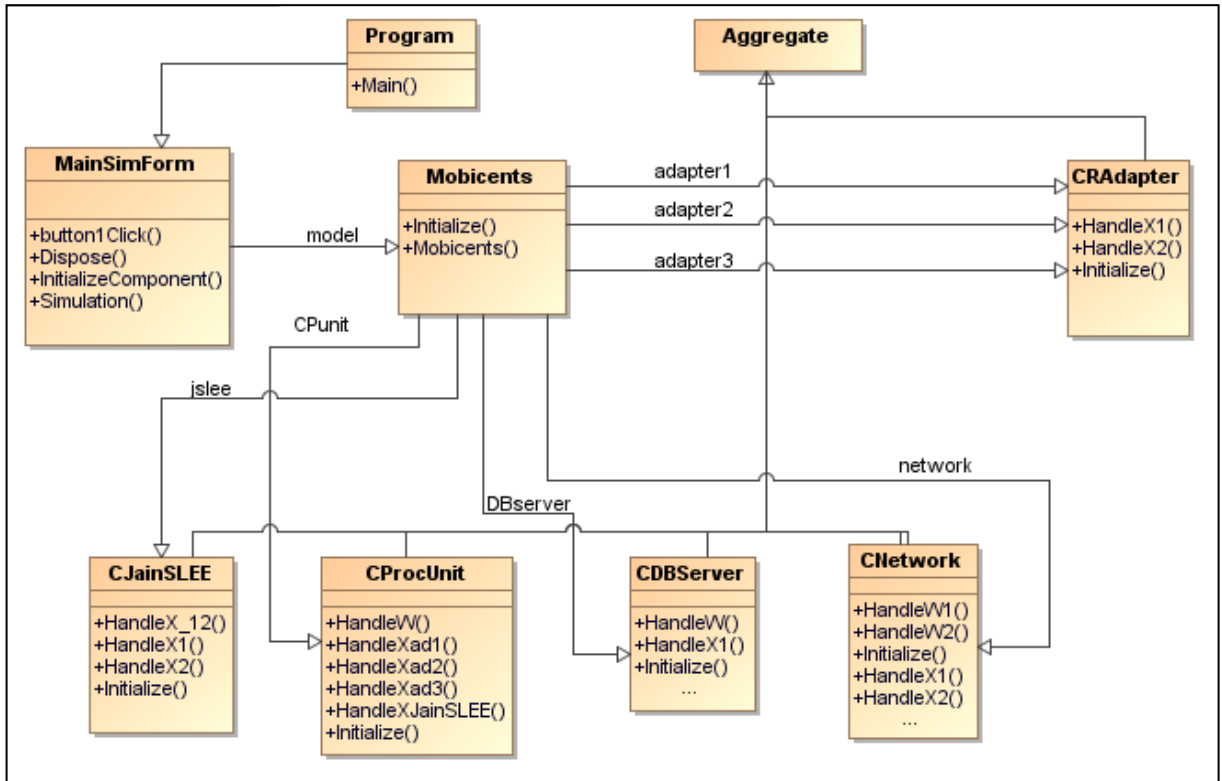 Program
+Main()
Aggregate
MainSimForm
+button1Click()
+Dispose()
+InitializeComponent()
+Simulation()
model
Mobicents
+Initialize()
+Mobicents()
adapter1
adapter2
adapter3
CRAdapter
+HandleX1()
+HandleX2()
+Initialize()
CPunit
jslee
DBserver
network
CJainSLEE
+HandleX_12()
+HandleX1()
+HandleX2()
+Initialize()
CProcUnit
+HandleW()
+HandleXad1()
+HandleXad2()
+HandleXad3()
+HandleXJainSLEE()
+Initialize()
CDBServer
+HandleW()
+HandleX1()
+Initialize()
...
CNetwork
+HandleW1()
+HandleW2()
+Initialize()
+HandleX1()
+HandleX2()
...